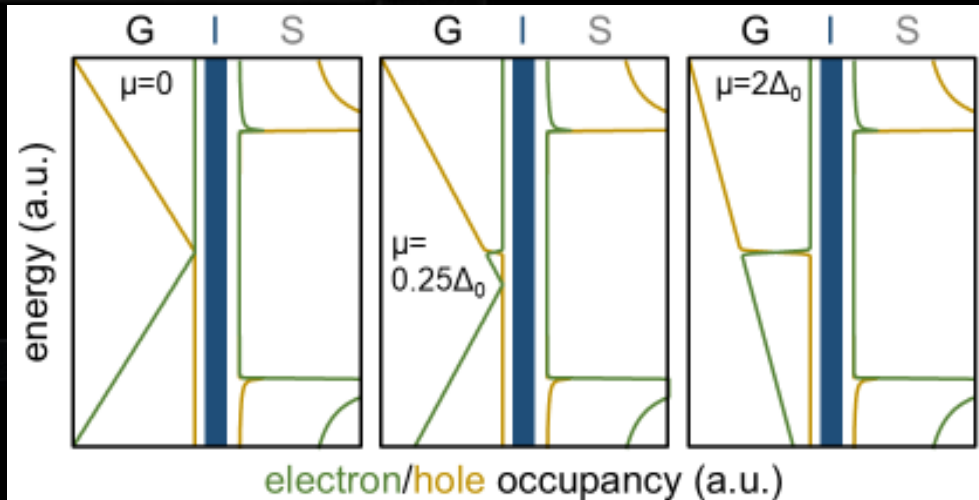 G I S G I S G I S
μ=0
μ=
0.25Δ₀
μ=2Δ₀
energy (a.u.)
electron/hole occupancy (a.u.)